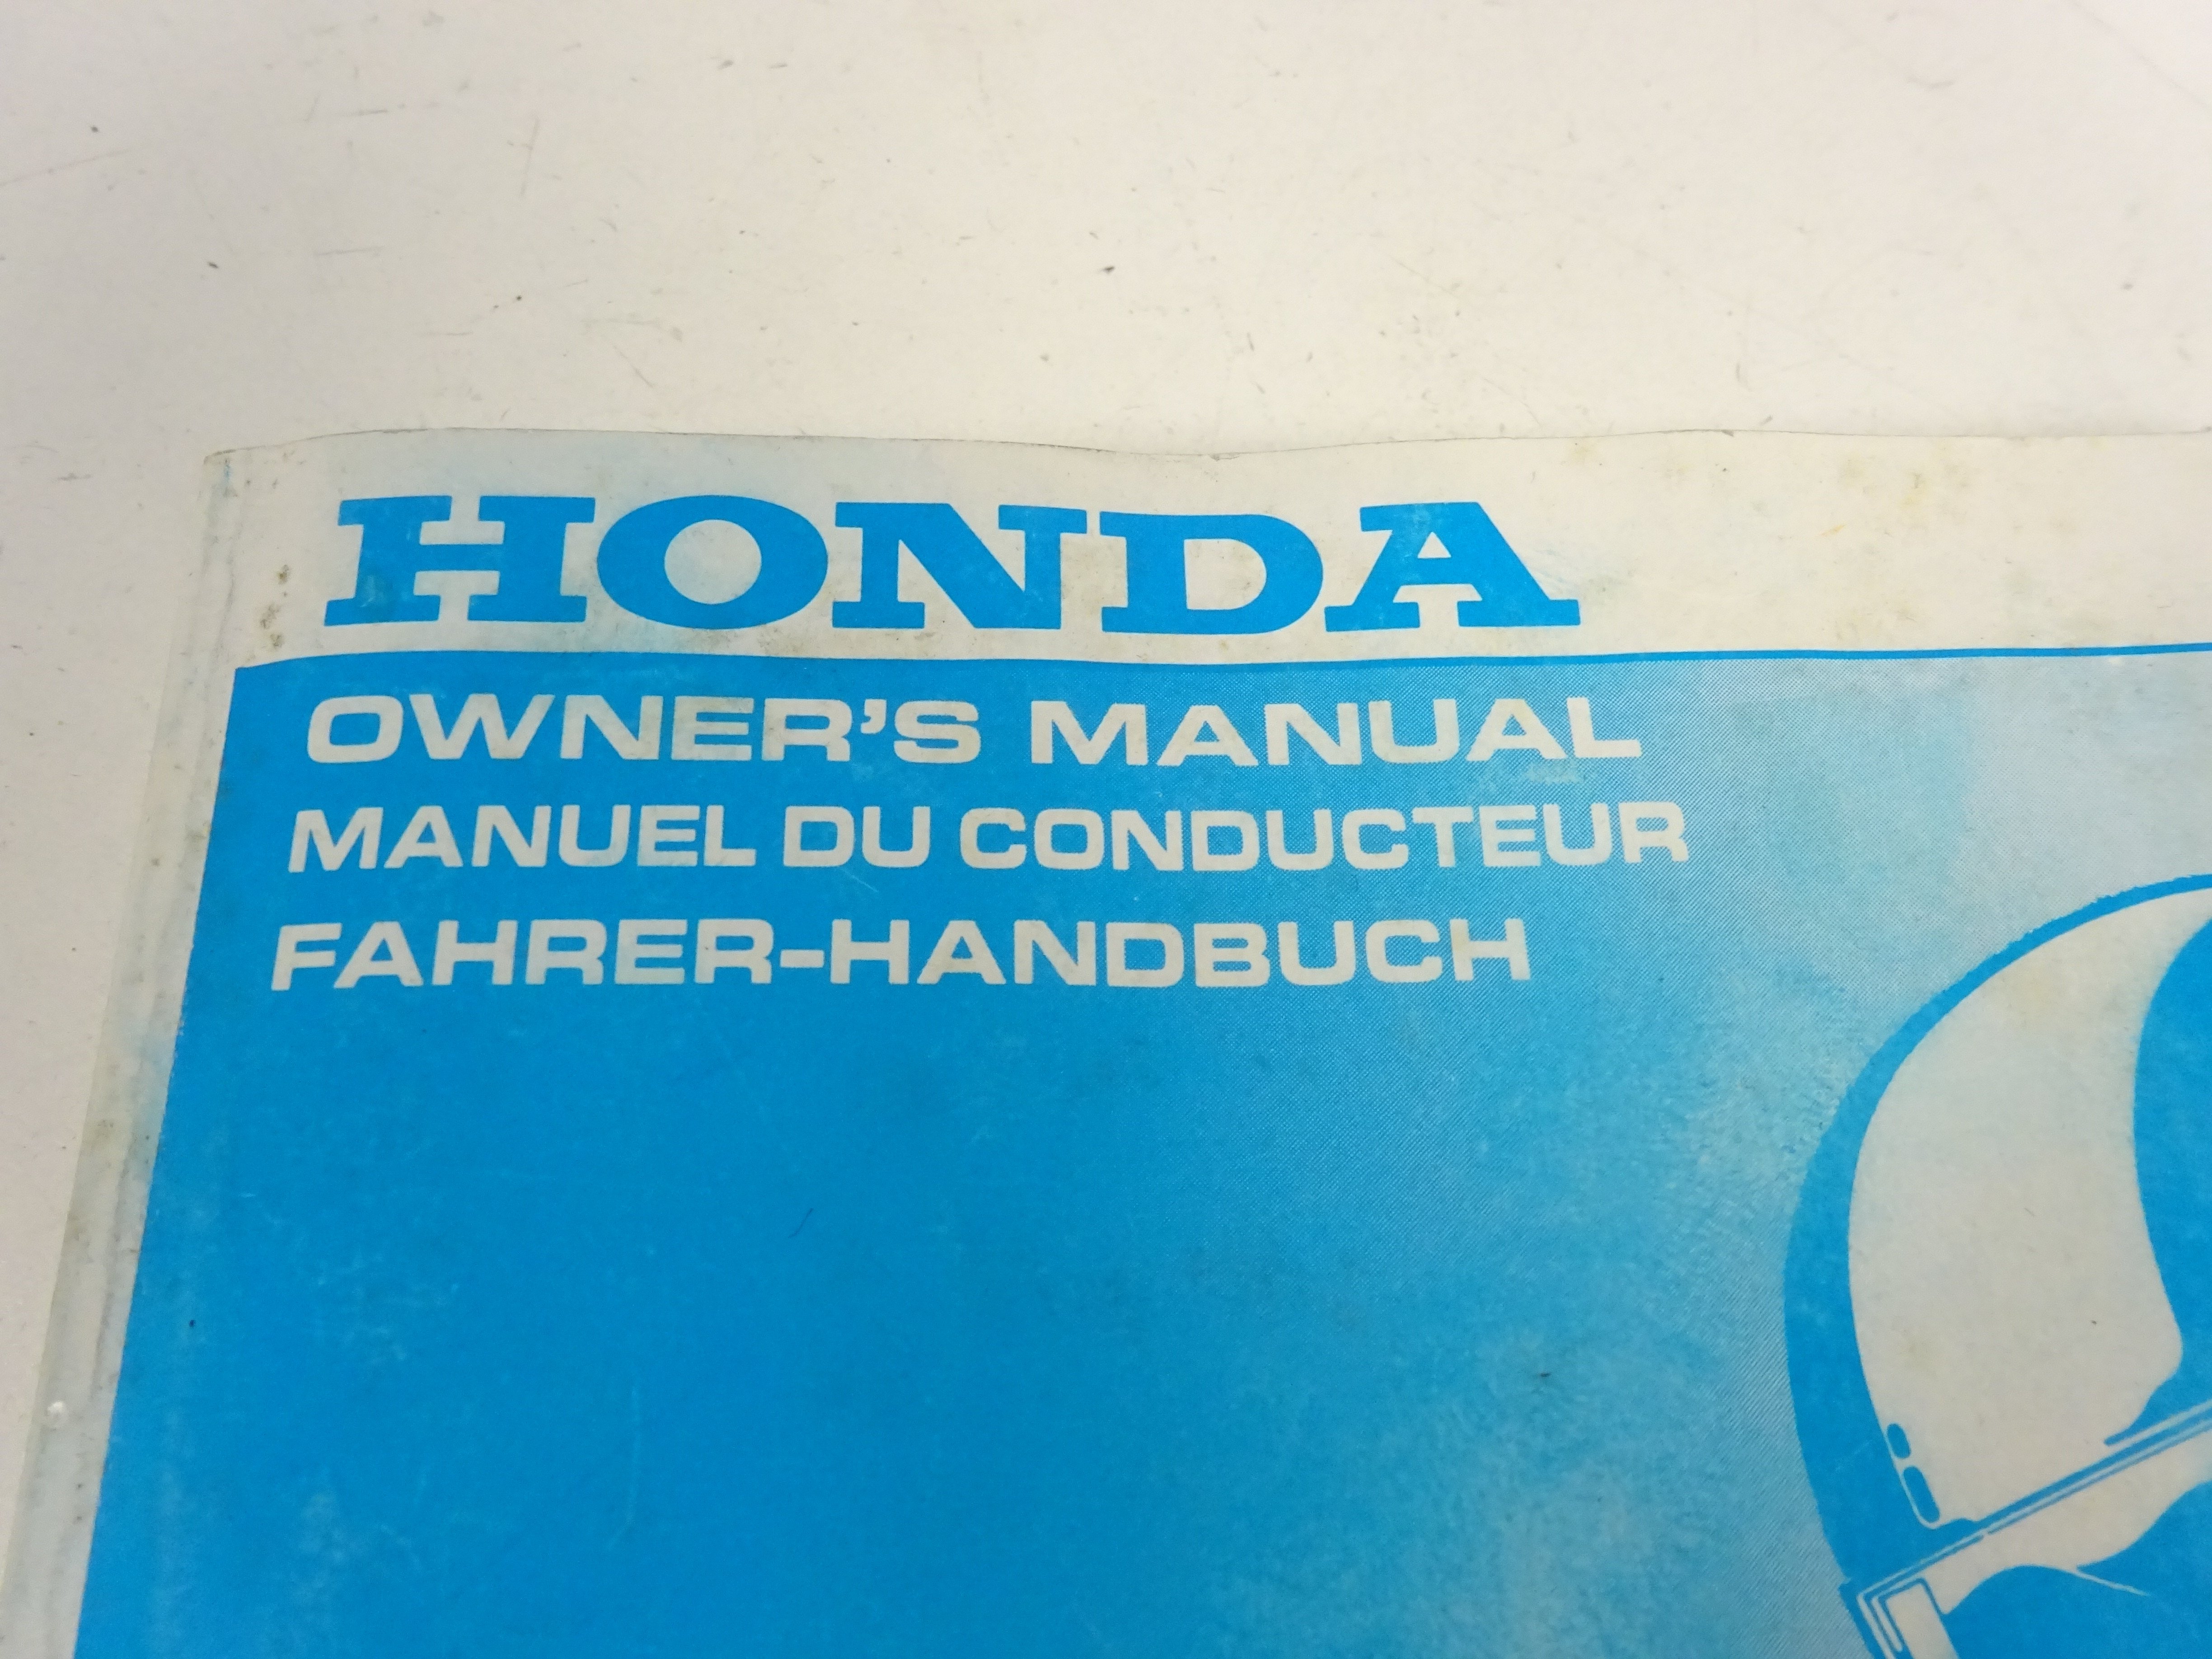 HONDA
OWNER'S MANUAL
MANUEL DU CONDUCTEUR
FAHRER-HANDBUCH